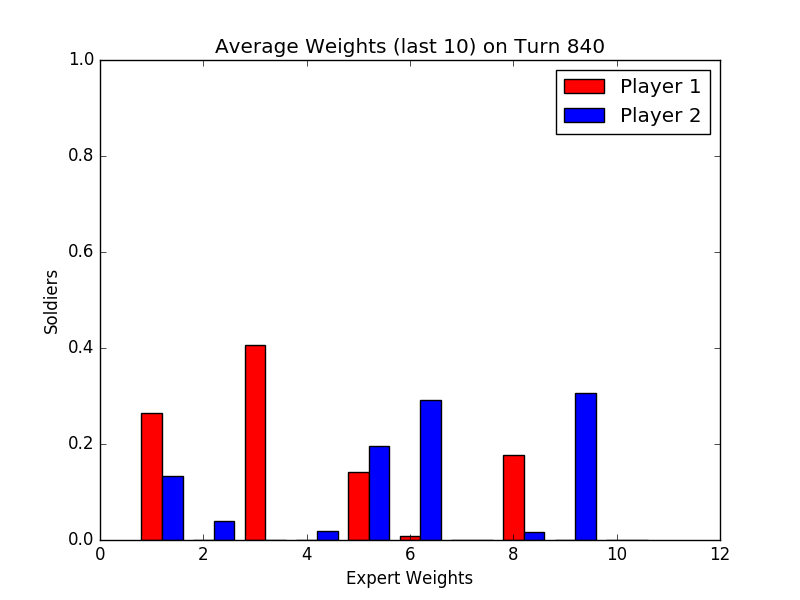 Average Weights (last 10) on Turn 840
Player 1
Player 2
1.0
0.8
0.6
0.4
0.2
0.0
Soldiers
0 2 4 6 8 10 12
Expert Weights